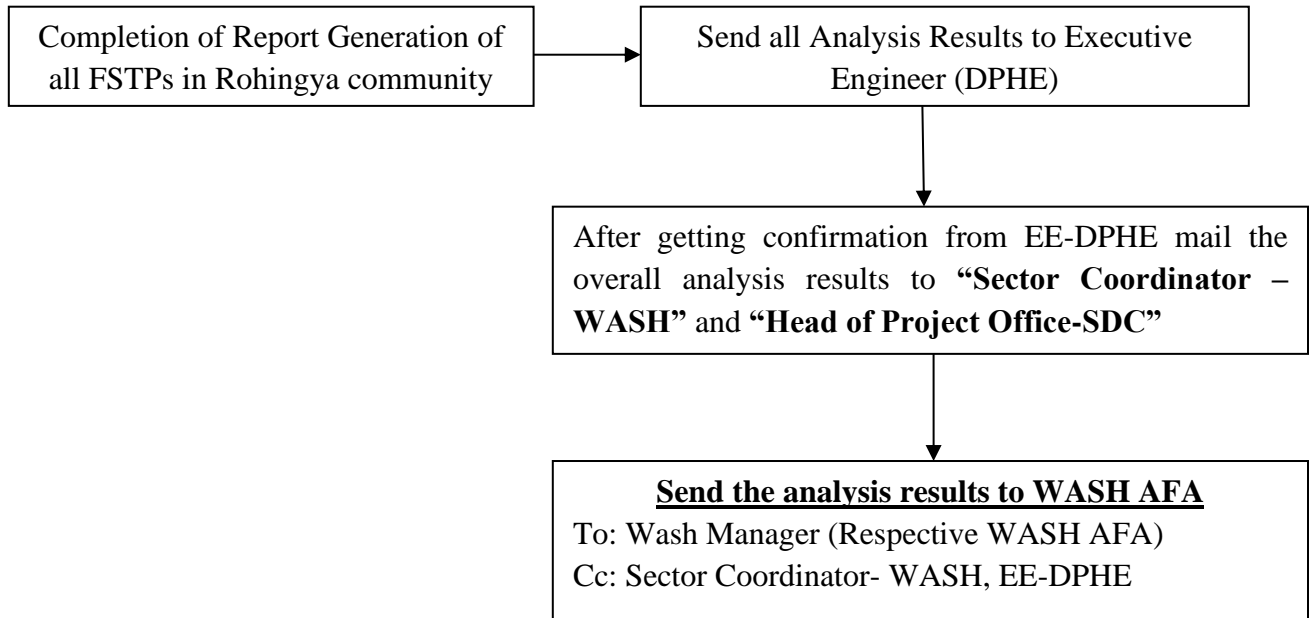 Completion of Report Generation of
all FSTPs in Rohingya community
Send all Analysis Results to Executive
Engineer (DPHE)
After getting confirmation from EE-DPHE mail the
overall analysis results to “Sector Coordinator –
WASH” and “Head of Project Office-SDC”
Send the analysis results to WASH AFA
To: Wash Manager (Respective WASH AFA)
Cc: Sector Coordinator- WASH, EE-DPHE